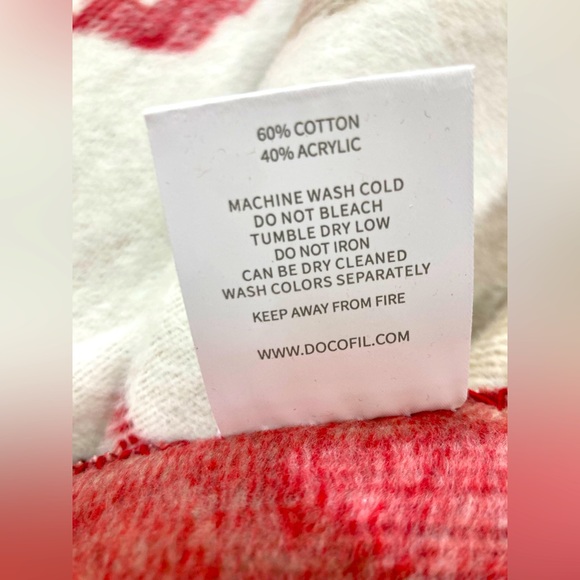 60% COTTON
40% ACRYLIC
MACHINE WASH COLD
DO NOT BLEACH
TUMBLE DRY LOW
DO NOT IRON
CAN BE DRY CLEANED
WASH COLORS SEPARATELY
KEEP AWAY FROM FIRE
WWW.DOCOFIL.COM